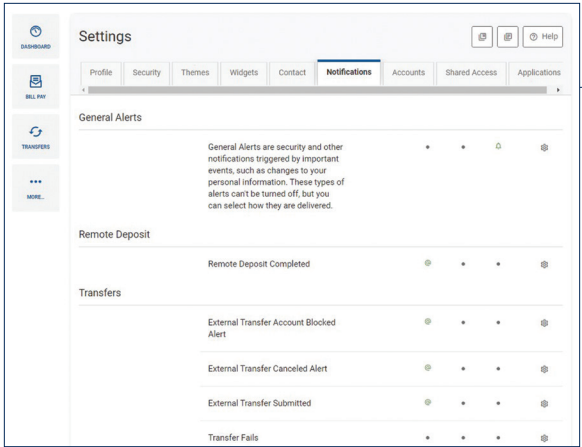 DASHBOARD
BILL PAY
TRANSFERS
MORE...
Settings
Help
Profile Security Themes Widgets Contact Notifications Accounts Shared Access Applications
General Alerts
General Alerts are security and other
notifications triggered by important
events, such as changes to your
personal information. These types of
alerts can't be turned off, but you
can select how they are delivered.
Remote Deposit
Remote Deposit Completed
Transfers
External Transfer Account Blocked
Alert
External Transfer Canceled Alert
External Transfer Submitted
Transfer Fails